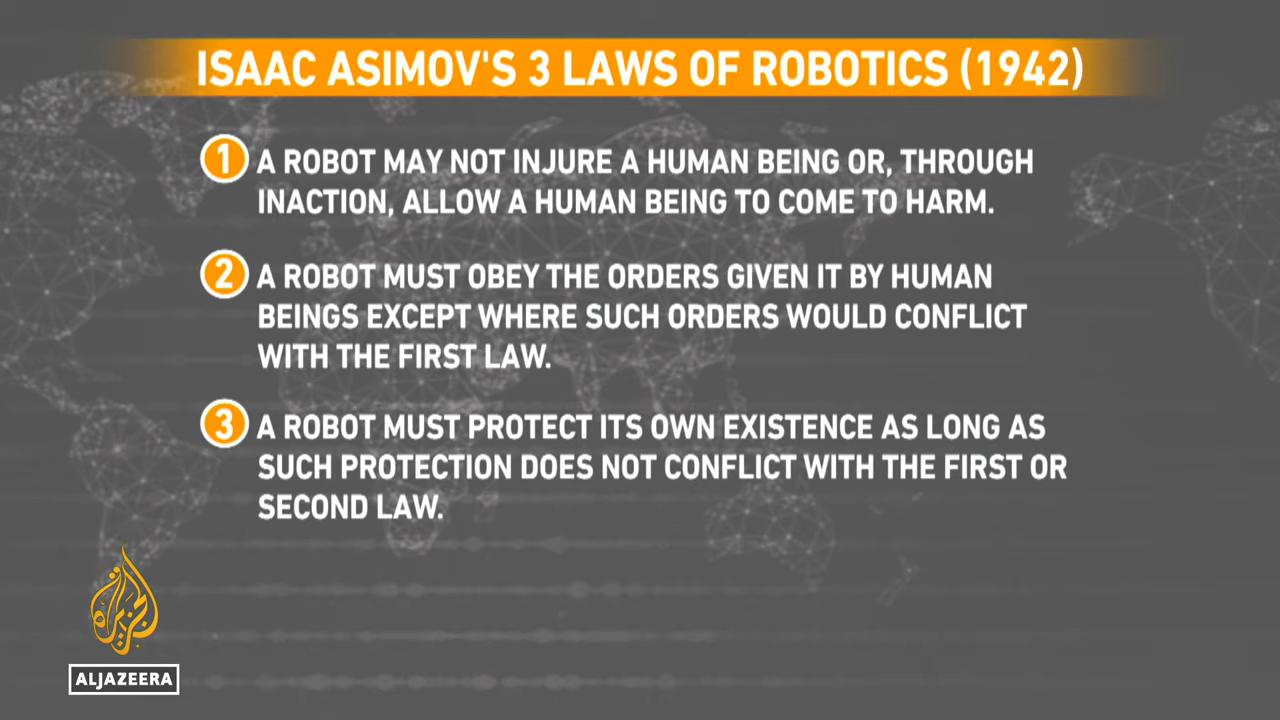 ISAAC ASIMOV'S 3 LAWS OF ROBOTICS (1942)
1 A ROBOT MAY NOT INJURE A HUMAN BEING OR, THROUGH
INACTION, ALLOW A HUMAN BEING TO COME TO HARM.
2 A ROBOT MUST OBEY THE ORDERS GIVEN IT BY HUMAN
BEINGS EXCEPT WHERE SUCH ORDERS WOULD CONFLICT
WITH THE FIRST LAW.
3 A ROBOT MUST PROTECT ITS OWN EXISTENCE AS LONG AS
SUCH PROTECTION DOES NOT CONFLICT WITH THE FIRST OR
SECOND LAW.
الجزيرة
ALJAZEERA